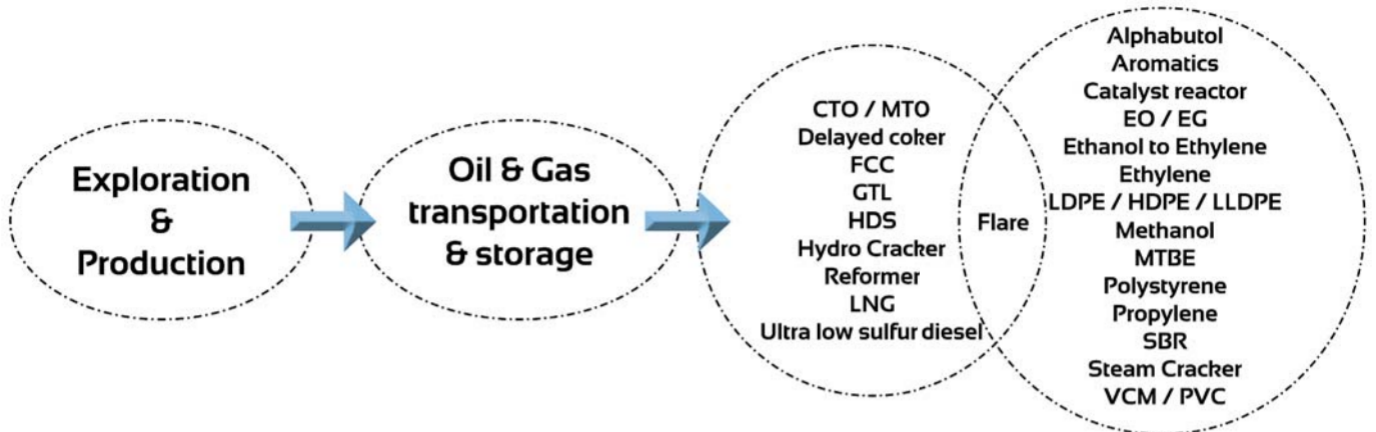 Exploration
&
Production
Oil & Gas
transportation
& storage
CTO / MTO
Delayed coker
FCC
GTL
HDS
Hydro Cracker
Reformer
LNG
Ultra low sulfur diesel
Flare
Alphabutol
Aromatics
Catalyst reactor
EO / EG
Ethanol to Ethylene
Ethylene
LDPE / HDPE / LLDPE
Methanol
MTBE
Polystyrene
Propylene
SBR
Steam Cracker
VCM / PVC